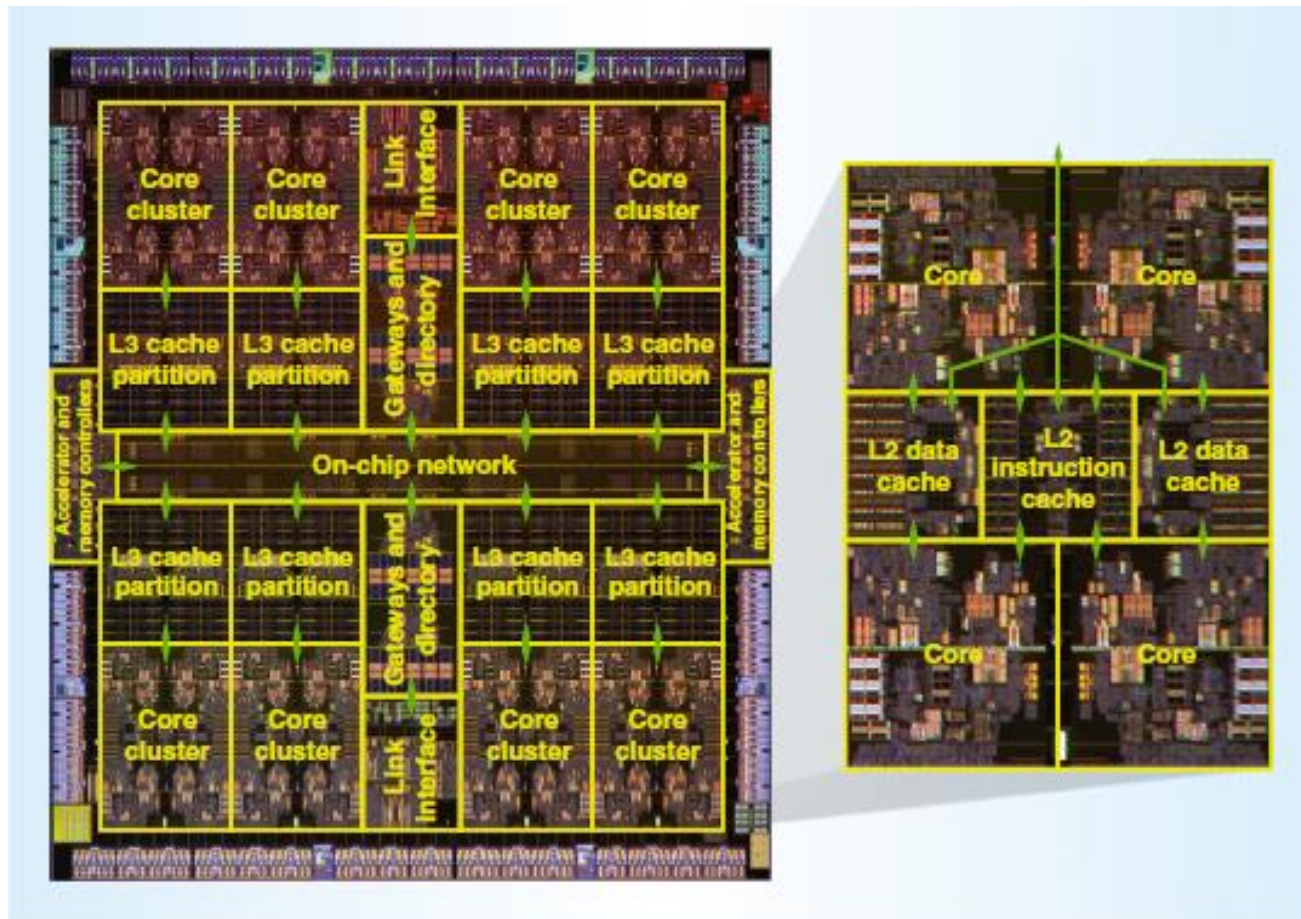 Core
cluster
Core
cluster
Link
Interface
Core
cluster
Core
cluster
L3 cache
partition
L3 cache
partition
Gateways and
directory
L3 cache
partition
L3 cache
partition
Accelerator and
memory controllers
On-chip network
Accelerator and
memory controllers
L3 cache
partition
L3 cache
partition
Gateways and
directory
L3 cache
partition
L3 cache
partition
Core
cluster
Core
cluster
Link
Interface
Core
cluster
Core
cluster
Core
Core
L2 data
cache
L2
instruction
cache
L2 data
cache
Core
Core